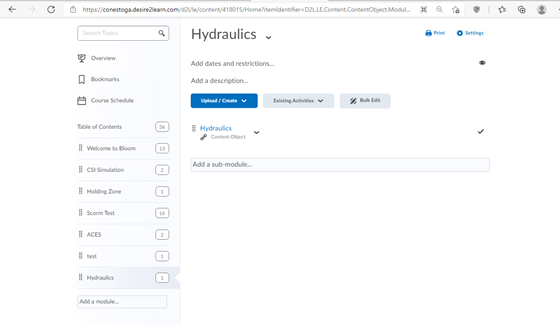 https://conestoga.desire2learn.com/d2l/le/content/418015/Home?itemIdentifier=D2L.LE.Content.ContentObject.Modul...
Search Topics
Overview
Bookmarks
Course Schedule
Table of Contents 36
Welcome to Bloom 13
CSI Simulation 2
Holding Zone 1
Scorm Test 16
ACES 2
test 1
Hydraulics 1
Add a module...
Hydraulics
Print
Settings
Add dates and restrictions...
Add a description...
Upload / Create
Existing Activities
Bulk Edit
Hydraulics
Content Object
Add a sub-module...